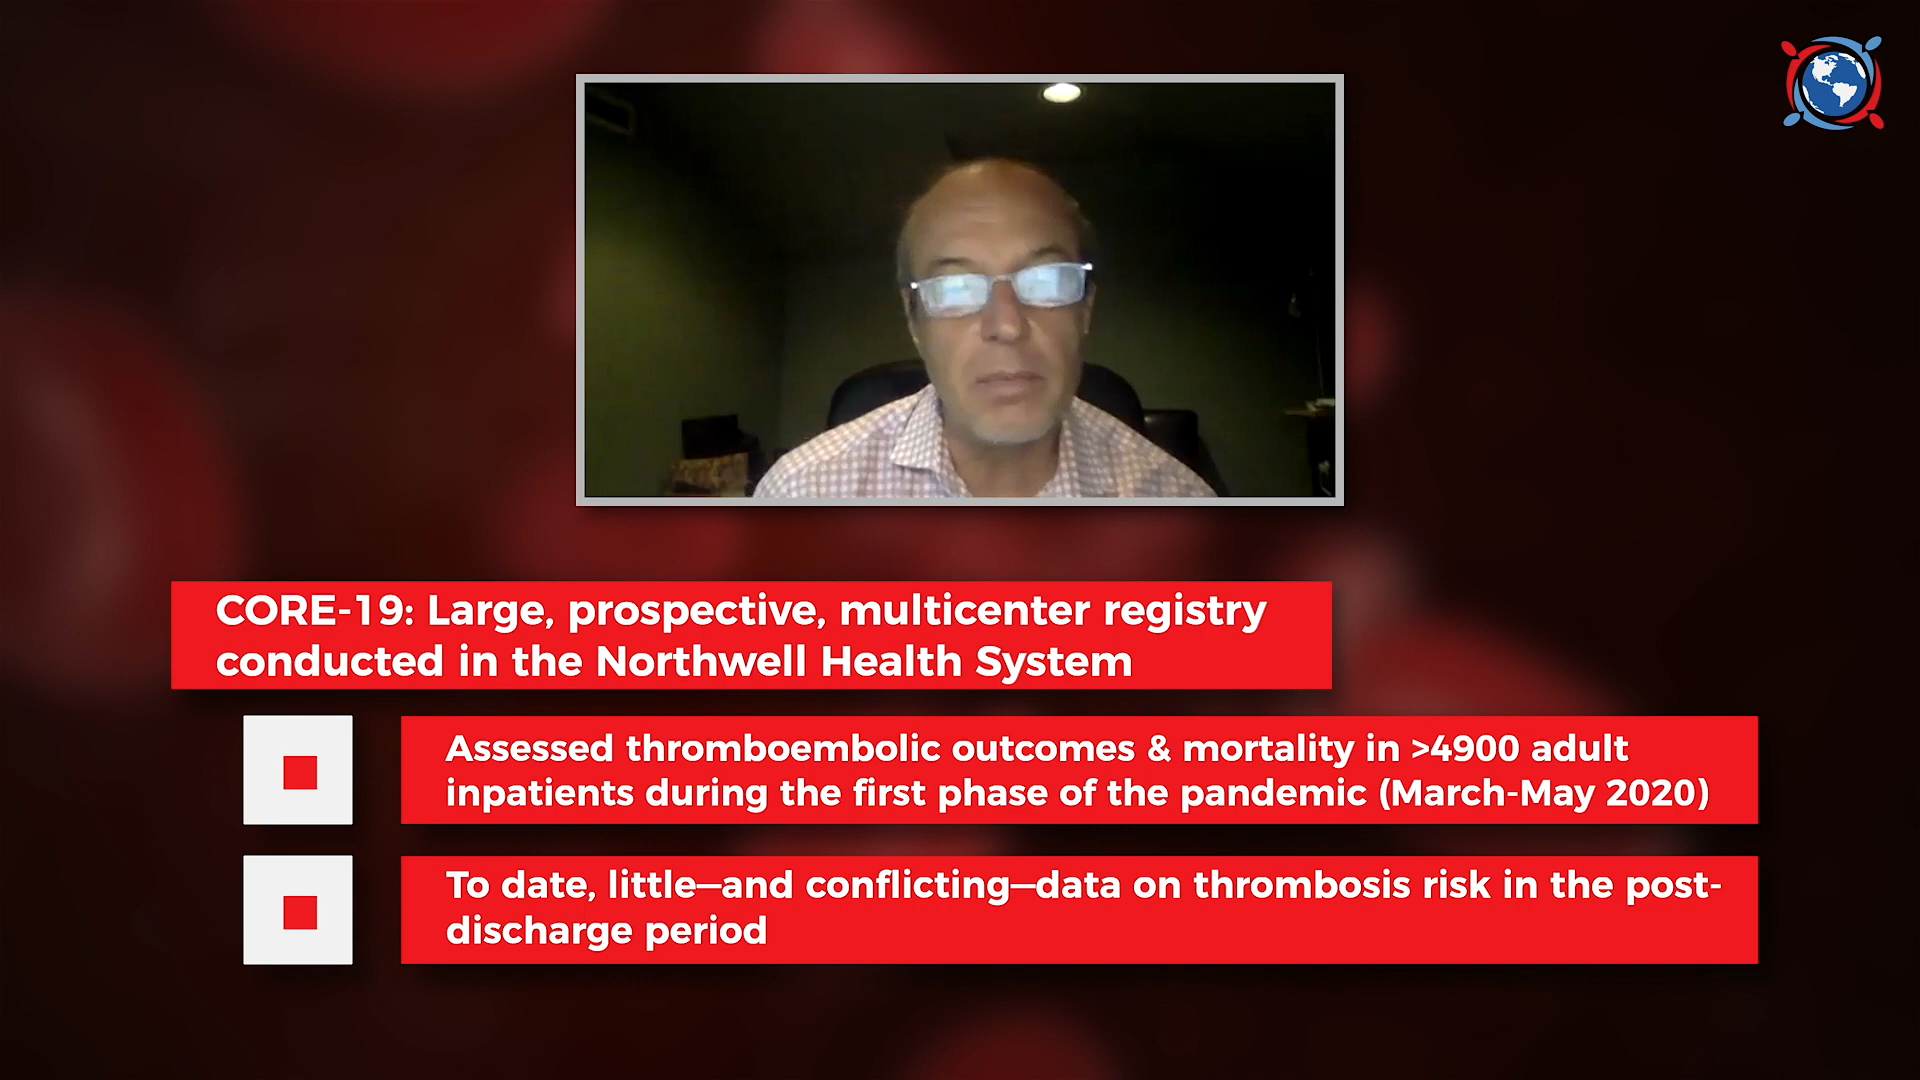 CORE-19: Large, prospective, multicenter registry
conducted in the Northwell Health System
Assessed thromboembolic outcomes & mortality in >4900 adult
inpatients during the first phase of the pandemic (March-May 2020)
To date, little—and conflicting—data on thrombosis risk in the post-
discharge period